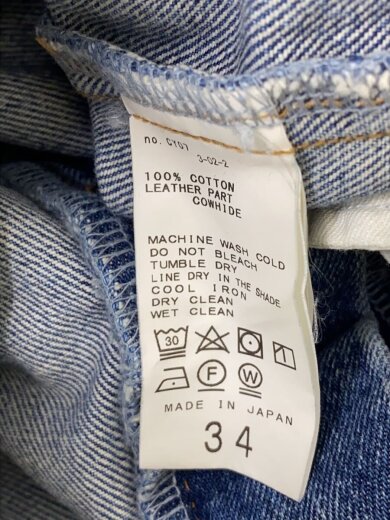 no. C107
3-02-2
100% COTTON
LEATHER PART
COWHIDE
MACHINE WASH COLD
DO NOT BLEACH
TUMBLE DRY
LINE DRY IN THE SHADE
COOL IRON
DRY CLEAN
WET CLEAN
30
F
W
MADE IN JAPAN
34